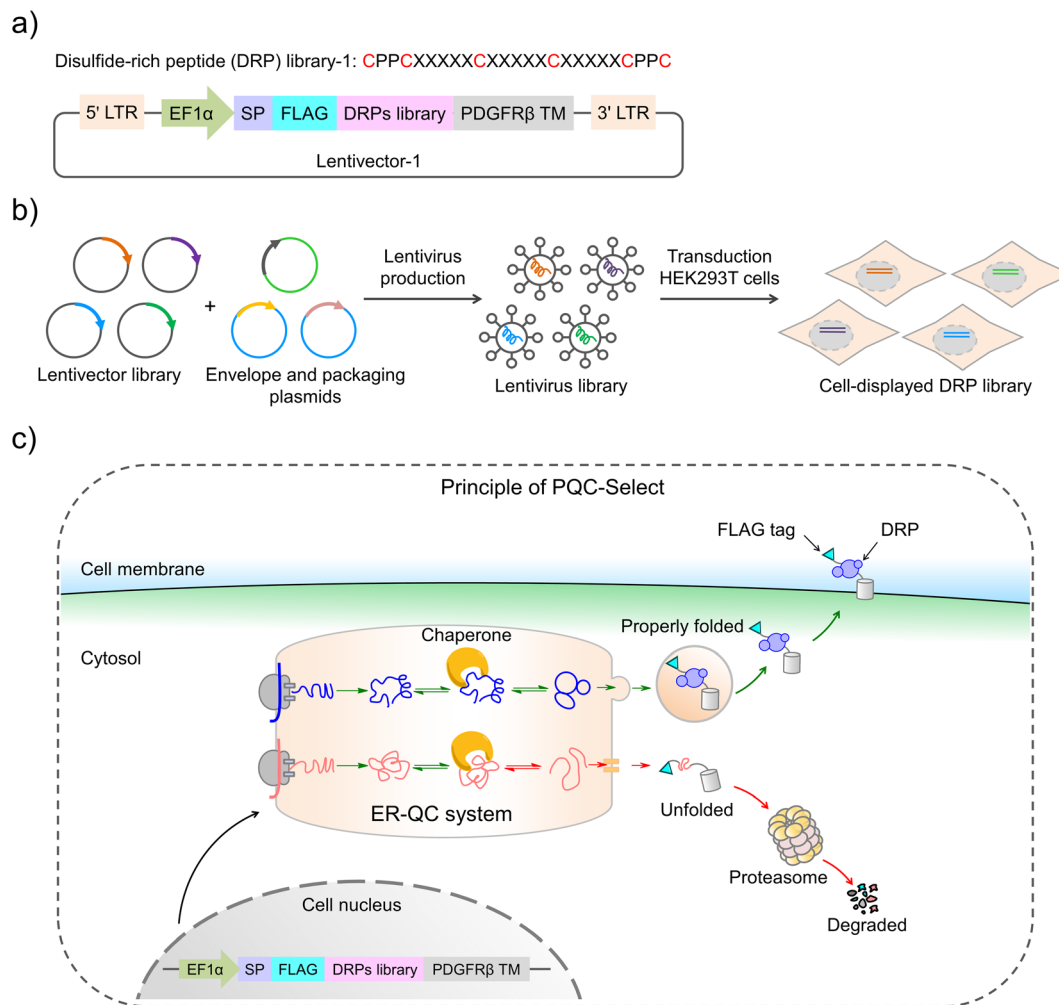 a)
Disulfide-rich peptide (DRP) library-1: CPPCXXXXXCXXXXXCXXXXXCPPC
5' LTR EF1α SP FLAG DRPs library PDGFRβ TM 3' LTR
Lentivector-1
b)
Lentivirus
production
Transduction
HEK293T cells
+
Lentivector library
Envelope and packaging
plasmids
Lentivirus library
Cell-displayed DRP library
c)
Principle of PQC-Select
FLAG tag DRP
Cell membrane
Properly folded
Chaperone
Cytosol
ER-QC system
Unfolded
Proteasome
Degraded
Cell nucleus
EF1α SP FLAG DRPs library PDGFRβ TM